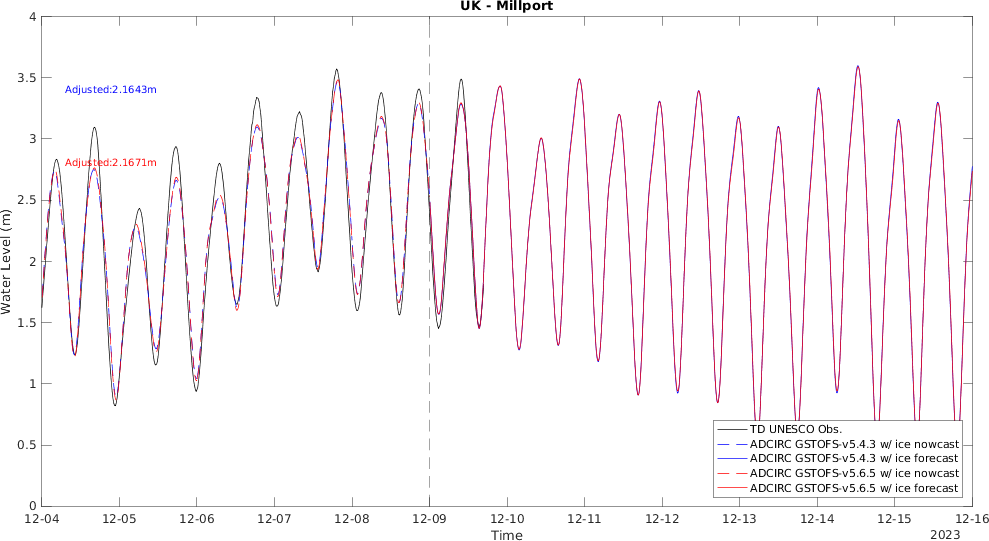 UK - Millport
4
3.5
3
2.5
2
1.5
1
0.5
0
Water Level (m)
Adjusted:2.1643m
Adjusted:2.1671m
TD UNESCO Obs.
ADCIRC GSTOFS-v5.4.3 w/ ice nowcast
ADCIRC GSTOFS-v5.4.3 w/ ice forecast
ADCIRC GSTOFS-v5.6.5 w/ ice nowcast
ADCIRC GSTOFS-v5.6.5 w/ ice forecast
12-04 12-05 12-06 12-07 12-08 12-09 12-10 12-11 12-12 12-13 12-14 12-15 12-16
Time
2023